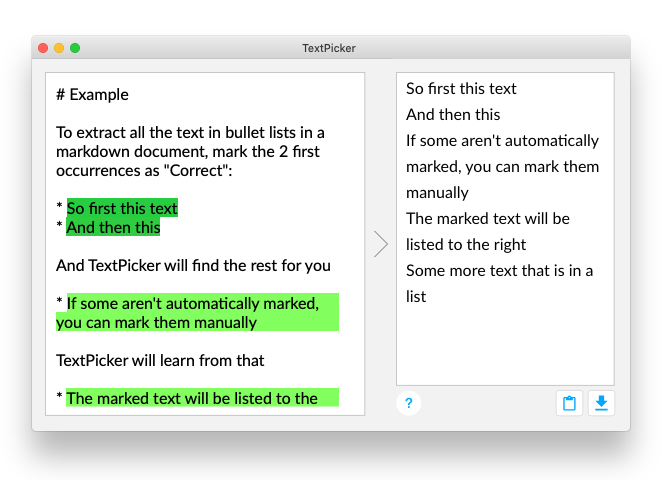 TextPicker
# Example
To extract all the text in bullet lists in a
markdown document, mark the 2 first
occurrences as "Correct":
* So first this text
* And then this
And TextPicker will find the rest for you
* If some aren't automatically marked,
you can mark them manually
TextPicker will learn from that
* The marked text will be listed to the
So first this text
And then this
If some aren't automatically
marked, you can mark them
manually
The marked text will be
listed to the right
Some more text that is in a
list
?